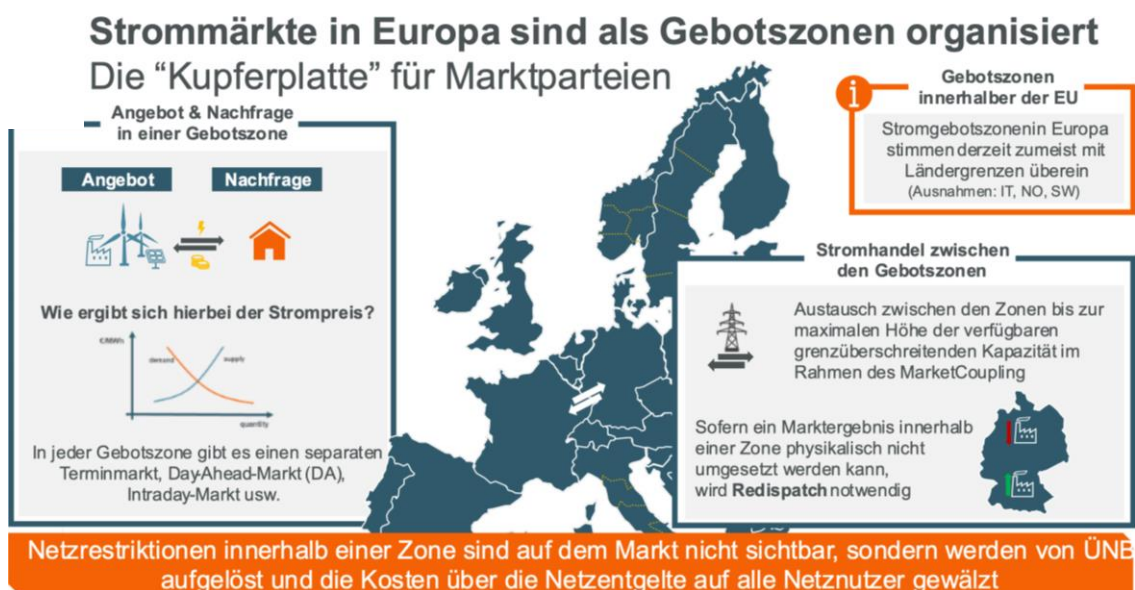 Strommärkte in Europa sind als Gebotszonen organisiert
Die “Kupferplatte” für Marktparteien
Angebot & Nachfrage
in einer Gebotszone
Angebot
Nachfrage
Wie ergibt sich hierbei der Strompreis?
€/MWh
demand
supply
quantity
In jeder Gebotszone gibt es einen separaten
Terminmarkt, Day-Ahead-Markt (DA),
Intraday-Markt usw.
i
Gebotszonen
innerhalber der EU
Stromgebotszonenin Europa
stimmen derzeit zumeist mit
Ländergrenzen überein
(Ausnahmen: IT, NO, SW)
Stromhandel zwischen
den Gebotszonen
Austausch zwischen den Zonen bis zur
maximalen Höhe der verfügbaren
grenzüberschreitenden Kapazität im
Rahmen des MarketCoupling
Sofern ein Marktergebnis innerhalb
einer Zone physikalisch nicht
umgesetzt werden kann,
wird Redispatch notwendig
Netzrestriktionen innerhalb einer Zone sind auf dem Markt nicht sichtbar, sondern werden von ÜNB
aufgelöst und die Kosten über die Netzentgelte auf alle Netznutzer gewälzt